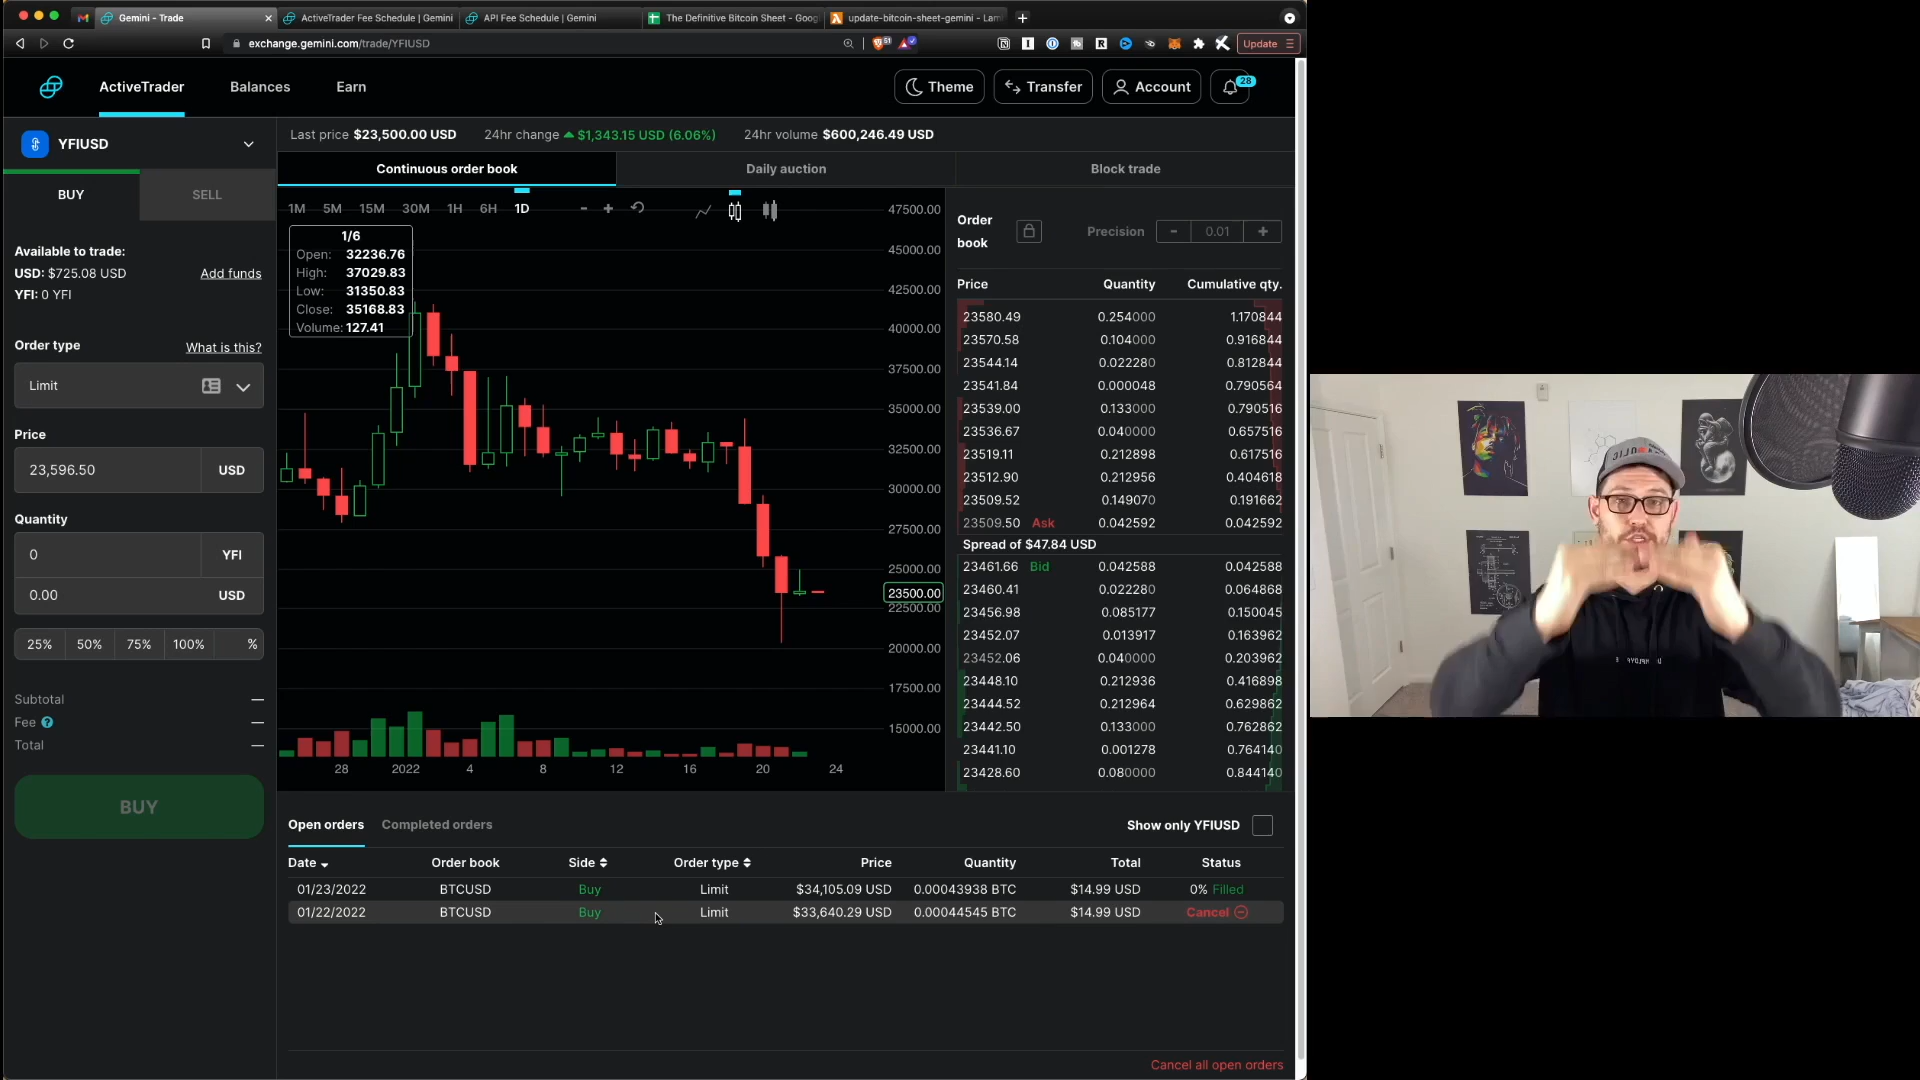 Gemini - Trade
ActiveTrader Fee Schedule | Gemini
API Fee Schedule | Gemini
The Definitive Bitcoin Sheet - Goog
update-bitcoin-sheet-gemini - Lam
exchange.gemini.com/trade/YFIUSD
51
Update
ActiveTrader
Balances
Earn
Theme
Transfer
Account
28
YFIUSD
Last price $23,500.00 USD
24hr change $1,343.15 USD (6.06%)
24hr volume $600,246.49 USD
Continuous order book
Daily auction
Block trade
BUY
SELL
Available to trade:
USD: $725.08 USD
Add funds
YFI: 0 YFI
Order type
What is this?
Limit
Price
23,596.50 USD
Quantity
0 YFI
0.00 USD
25% 50% 75% 100% %
Subtotal —
Fee ? —
Total —
BUY
1M 5M 15M 30M 1H 6H 1D - +
1/6
Open: 32236.76
High: 37029.83
Low: 31350.83
Close: 35168.83
Volume: 127.41
47500.00
45000.00
42500.00
40000.00
37500.00
35000.00
32500.00
30000.00
27500.00
25000.00
23500.00
22500.00
20000.00
17500.00
15000.00
28 2022 4 8 12 16 20 24
Order
book
Precision - 0.01 +
Price Quantity Cumulative qty.
23580.49 0.254000 1.170844
23570.58 0.104000 0.916844
23544.14 0.022280 0.812844
23541.84 0.000048 0.790564
23539.00 0.133000 0.790516
23536.67 0.040000 0.657516
23519.11 0.212898 0.617516
23512.90 0.212956 0.404618
23509.52 0.149070 0.191662
23509.50 Ask 0.042592 0.042592
Spread of $47.84 USD
23461.66 Bid 0.042588 0.042588
23460.41 0.022280 0.064868
23456.98 0.085177 0.150045
23452.07 0.013917 0.163962
23452.06 0.040000 0.203962
23448.10 0.212936 0.416898
23444.52 0.212964 0.629862
23442.50 0.133000 0.762862
23441.10 0.001278 0.764140
23428.60 0.080000 0.844140
Open orders
Completed orders
Show only YFIUSD
Date Order book Side Order type Price Quantity Total Status
01/23/2022 BTCUSD Buy Limit $34,105.09 USD 0.00043938 BTC $14.99 USD 0% Filled
01/22/2022 BTCUSD Buy Limit $33,640.29 USD 0.00044545 BTC $14.99 USD Cancel
Cancel all open orders